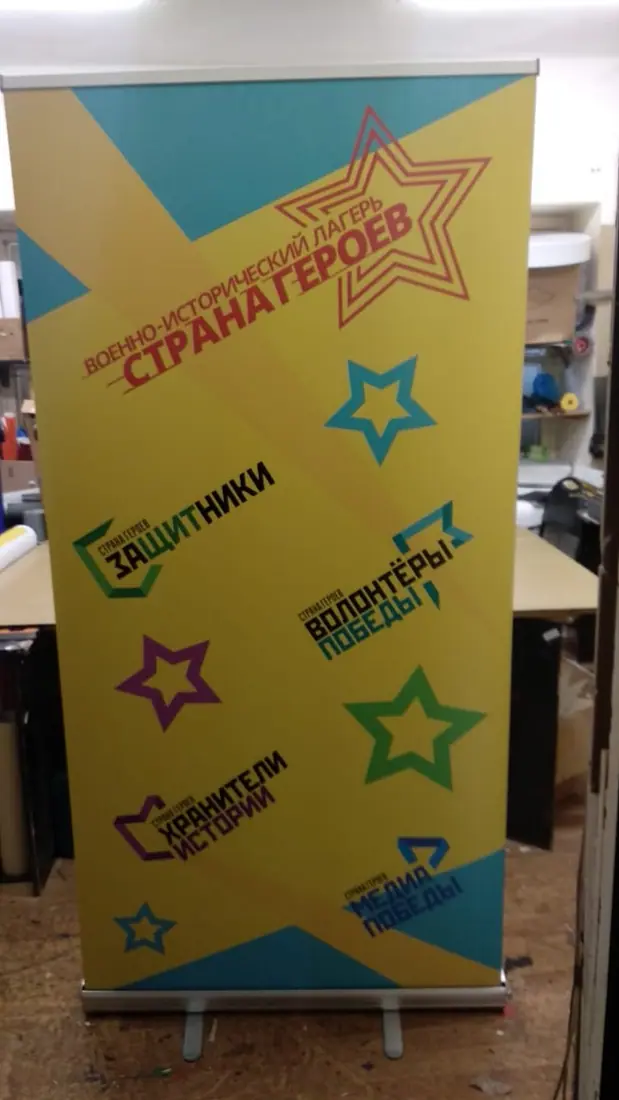 ВОЕННО-ИСТОРИЧЕСКИЙ ЛАГЕРЬ
СТРАНА ГЕРОЕВ
СТРАНА ГЕРОЕВ
ЗАЩИТНИКИ
СТРАНА ГЕРОЕВ
ВОЛОНТЁРЫ
ПОБЕДЫ
СТРАНА ГЕРОЕВ
ХРАНИТЕЛИ
ИСТОРИИ
СТРАНА ГЕРОЕВ
МЕДИА
ПОБЕДЫ